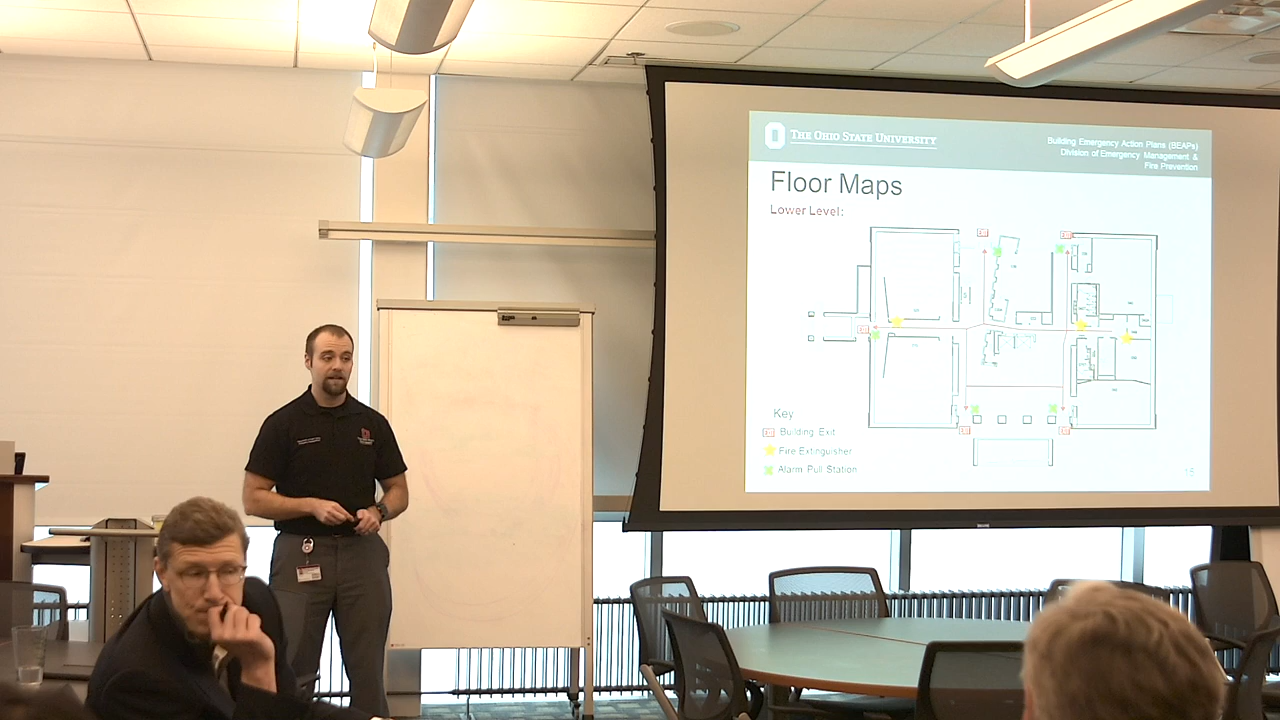 THE OHIO STATE UNIVERSITY
Building Emergency Action Plans (BEAPs)
Division of Emergency Management &
Fire Prevention
Floor Maps
Lower Level:
Key
Building Exit
Fire Extinguisher
Alarm Pull Station